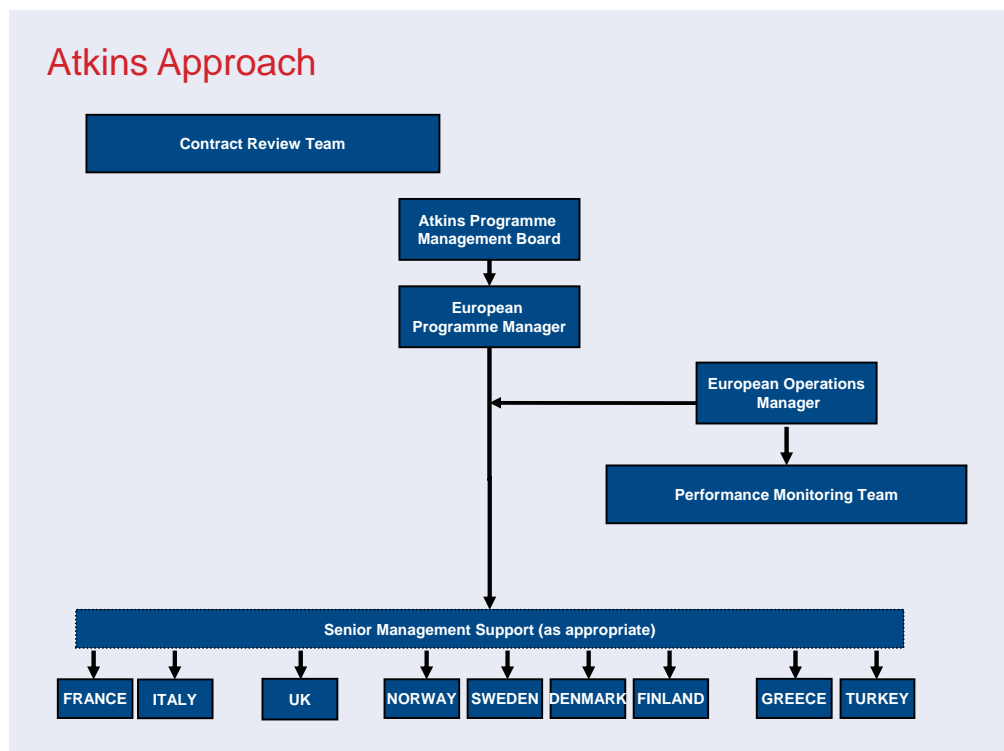 Atkins Approach
Contract Review Team
Atkins Programme
Management Board
European
Programme Manager
European Operations
Manager
Performance Monitoring Team
Senior Management Support (as appropriate)
FRANCE
ITALY
UK
NORWAY
SWEDEN
DENMARK
FINLAND
GREECE
TURKEY